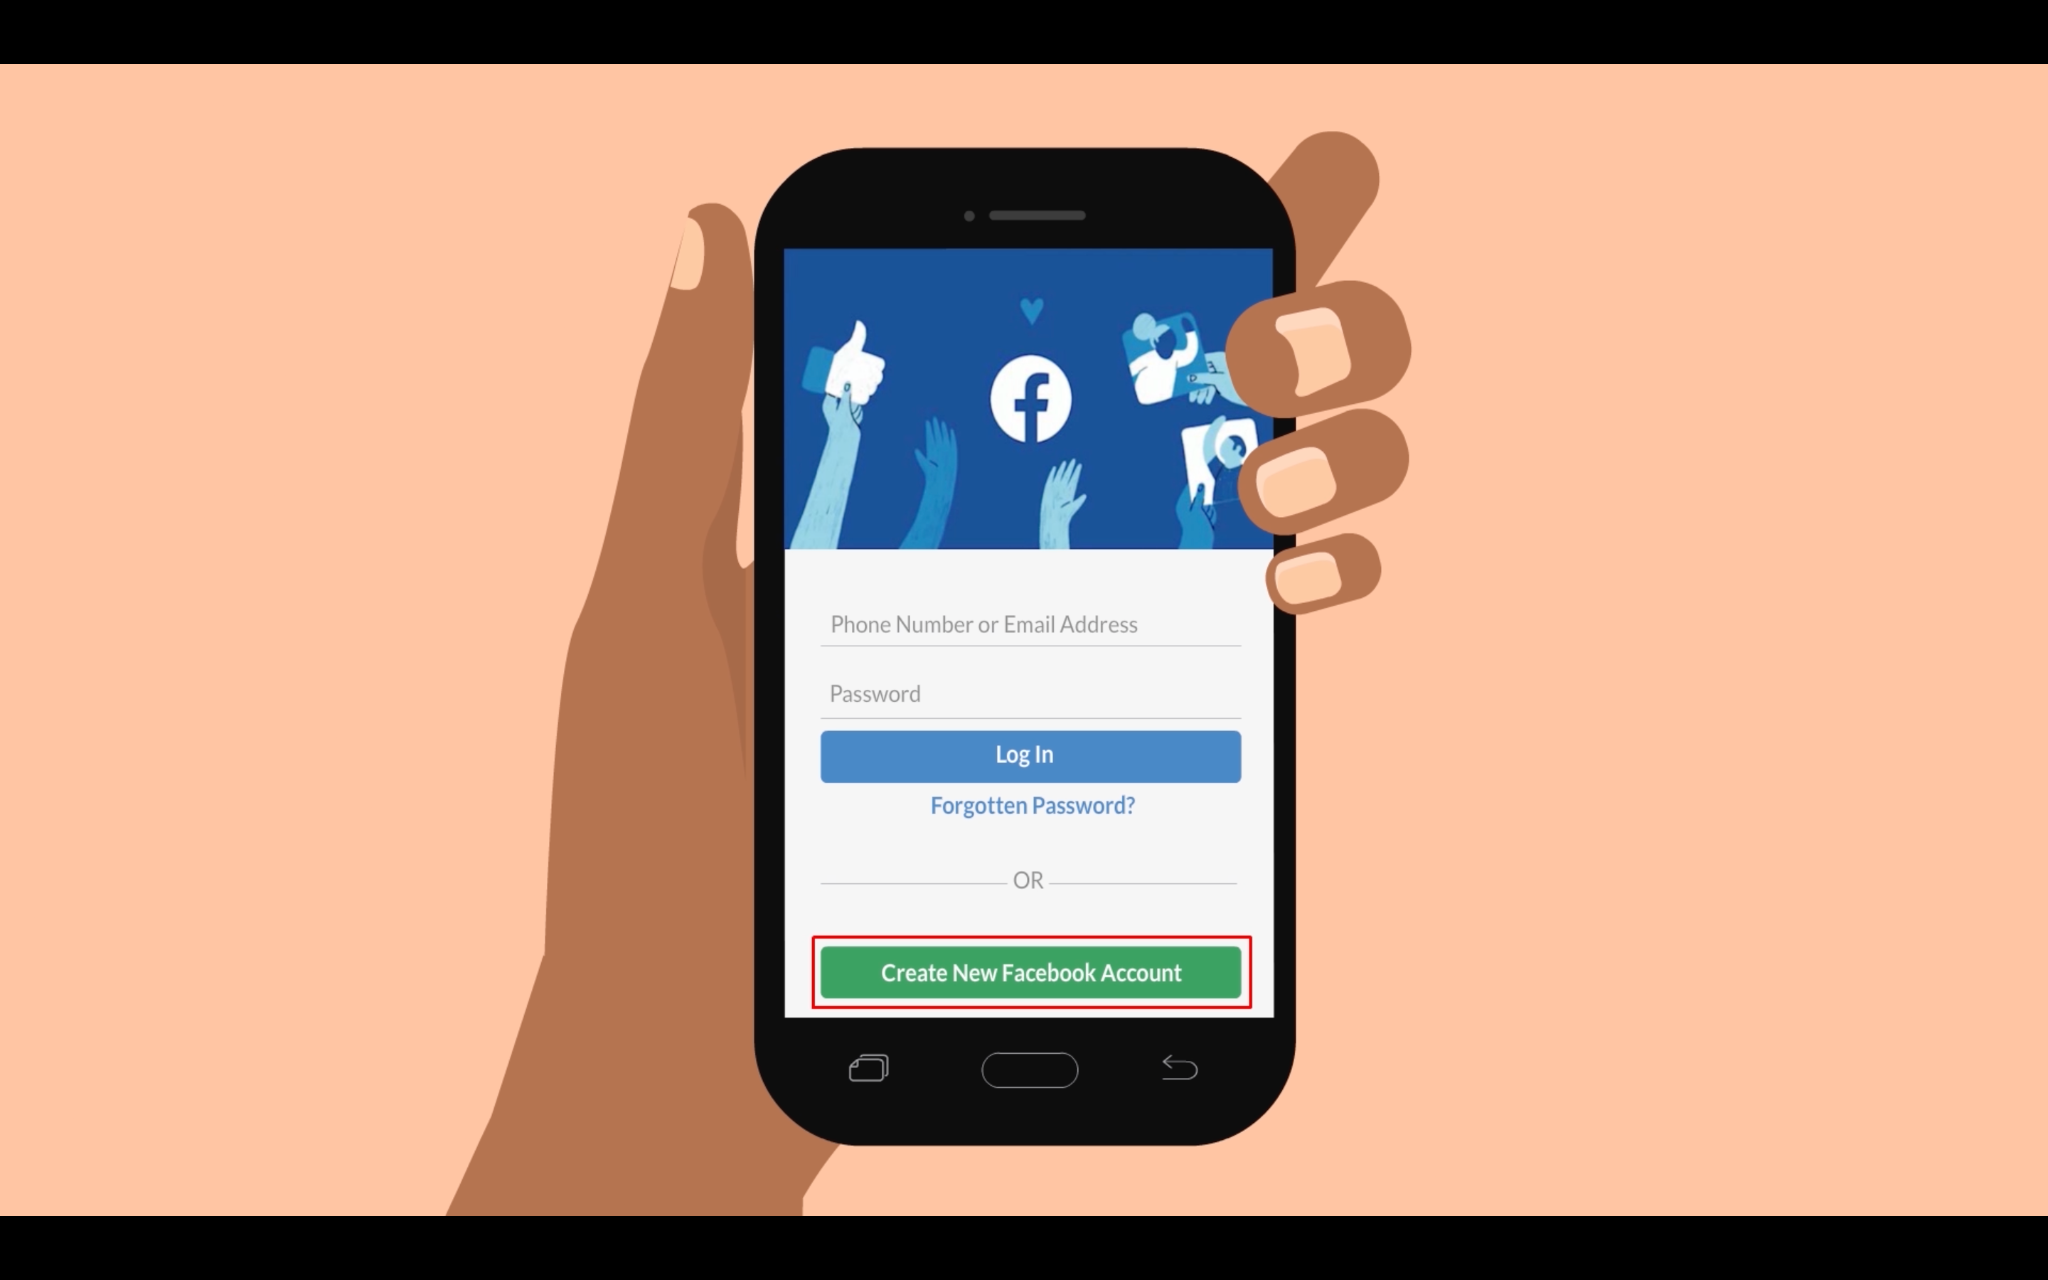 Phone Number or Email Address
Password
Log In
Forgotten Password?
OR
Create New Facebook Account